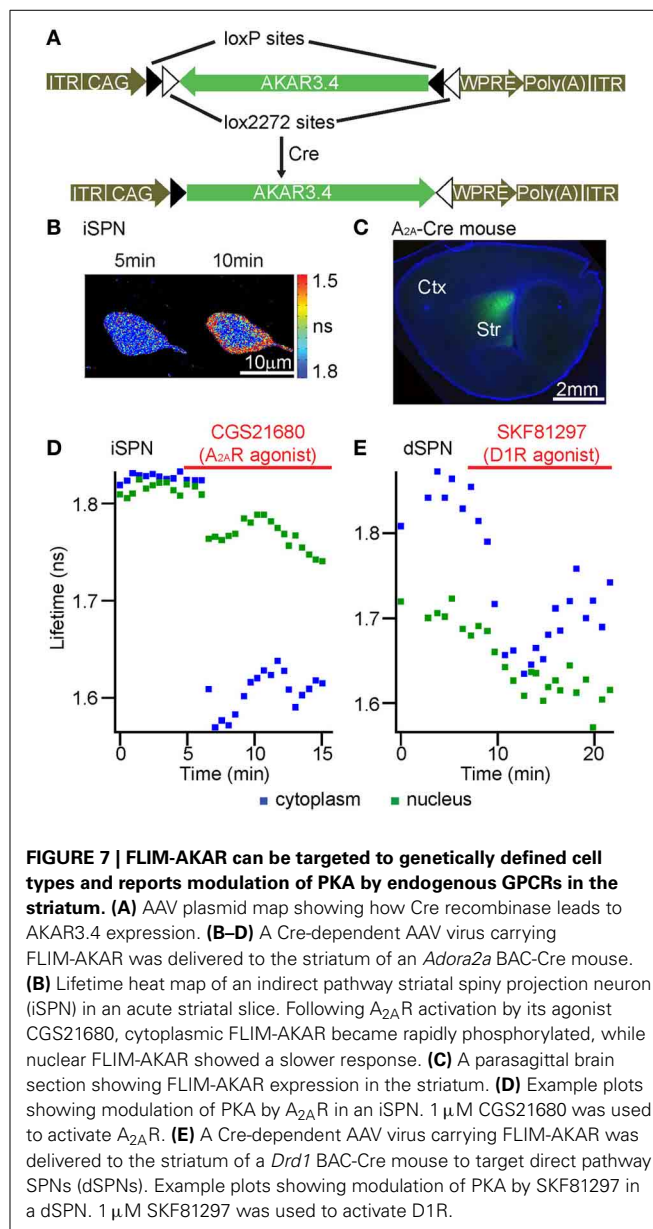 A
loxP sites
ITR CAG AKAR3.4 WPRE Poly(A) ITR
lox2272 sites
Cre
ITR CAG AKAR3.4 WPRE Poly(A) ITR
B iSPN
5min 10min
1.5
ns
1.8
10μm
C A2A-Cre mouse
Ctx
Str
2mm
D iSPN
CGS21680
(A2AR agonist)
Lifetime (ns)
1.8
1.7
1.6
0 5 10 15
Time (min)
E dSPN
SKF81297
(D1R agonist)
1.8
1.7
1.6
0 10 20
Time (min)
cytoplasm nucleus
FIGURE 7 | FLIM-AKAR can be targeted to genetically defined cell
types and reports modulation of PKA by endogenous GPCRs in the
striatum. (A) AAV plasmid map showing how Cre recombinase leads to
AKAR3.4 expression. (B–D) A Cre-dependent AAV virus carrying
FLIM-AKAR was delivered to the striatum of an Adora2a BAC-Cre mouse.
(B) Lifetime heat map of an indirect pathway striatal spiny projection neuron
(iSPN) in an acute striatal slice. Following A2AR activation by its agonist
CGS21680, cytoplasmic FLIM-AKAR became rapidly phosphorylated, while
nuclear FLIM-AKAR showed a slower response. (C) A parasagittal brain
section showing FLIM-AKAR expression in the striatum. (D) Example plots
showing modulation of PKA by A2AR in an iSPN. 1 μM CGS21680 was used
to activate A2AR. (E) A Cre-dependent AAV virus carrying FLIM-AKAR was
delivered to the striatum of a Drd1 BAC-Cre mouse to target direct pathway
SPNs (dSPNs). Example plots showing modulation of PKA by SKF81297 in
a dSPN. 1 μM SKF81297 was used to activate D1R.